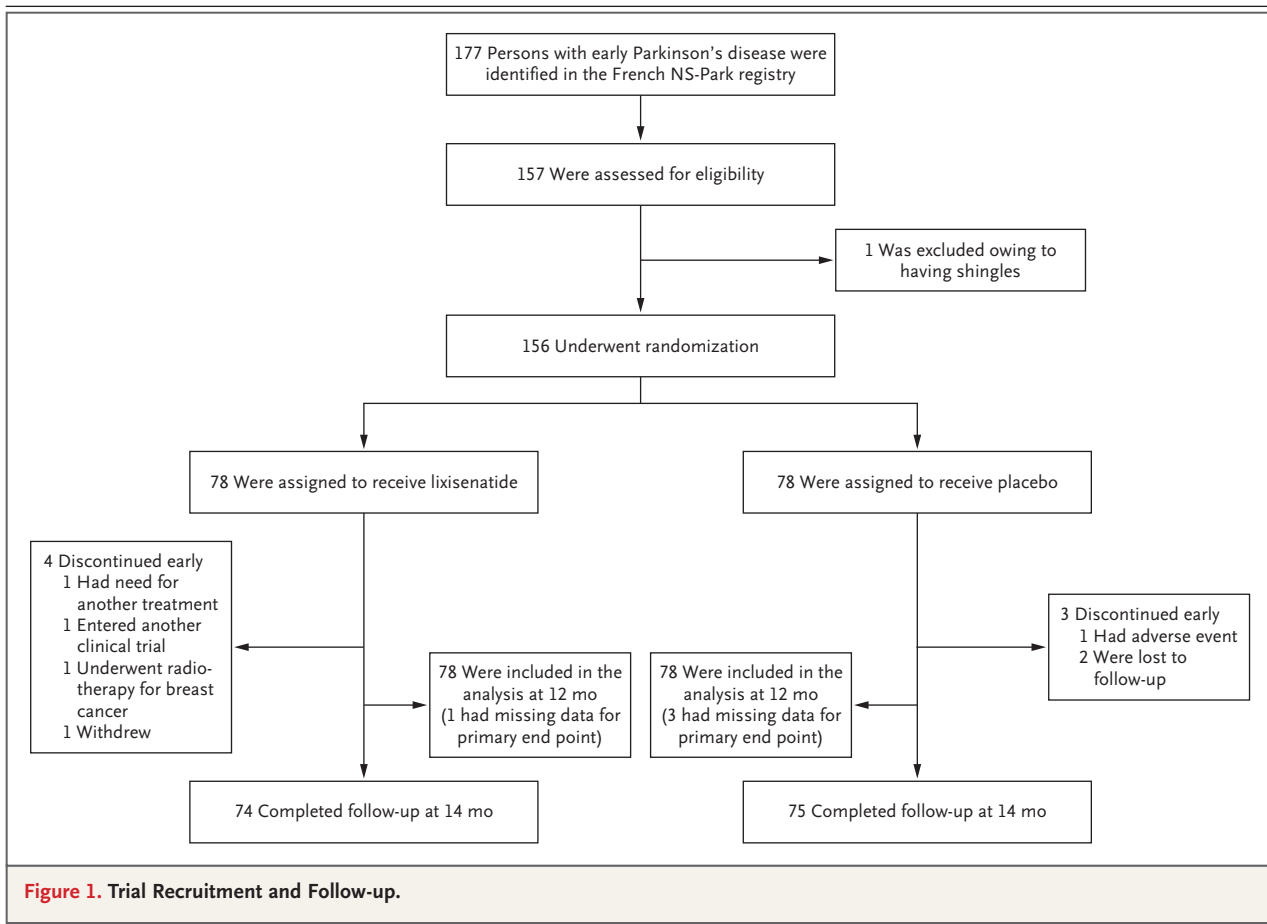 177 Persons with early Parkinson's disease were
identified in the French NS-Park registry
157 Were assessed for eligibility
1 Was excluded owing to
having shingles
156 Underwent randomization
78 Were assigned to receive lixisenatide
78 Were assigned to receive placebo
4 Discontinued early
1 Had need for
another treatment
1 Entered another
clinical trial
1 Underwent radio-
therapy for breast
cancer
1 Withdrew
78 Were included in the
analysis at 12 mo
(1 had missing data for
primary end point)
78 Were included in the
analysis at 12 mo
(3 had missing data for
primary end point)
3 Discontinued early
1 Had adverse event
2 Were lost to
follow-up
74 Completed follow-up at 14 mo
75 Completed follow-up at 14 mo
Figure 1. Trial Recruitment and Follow-up.